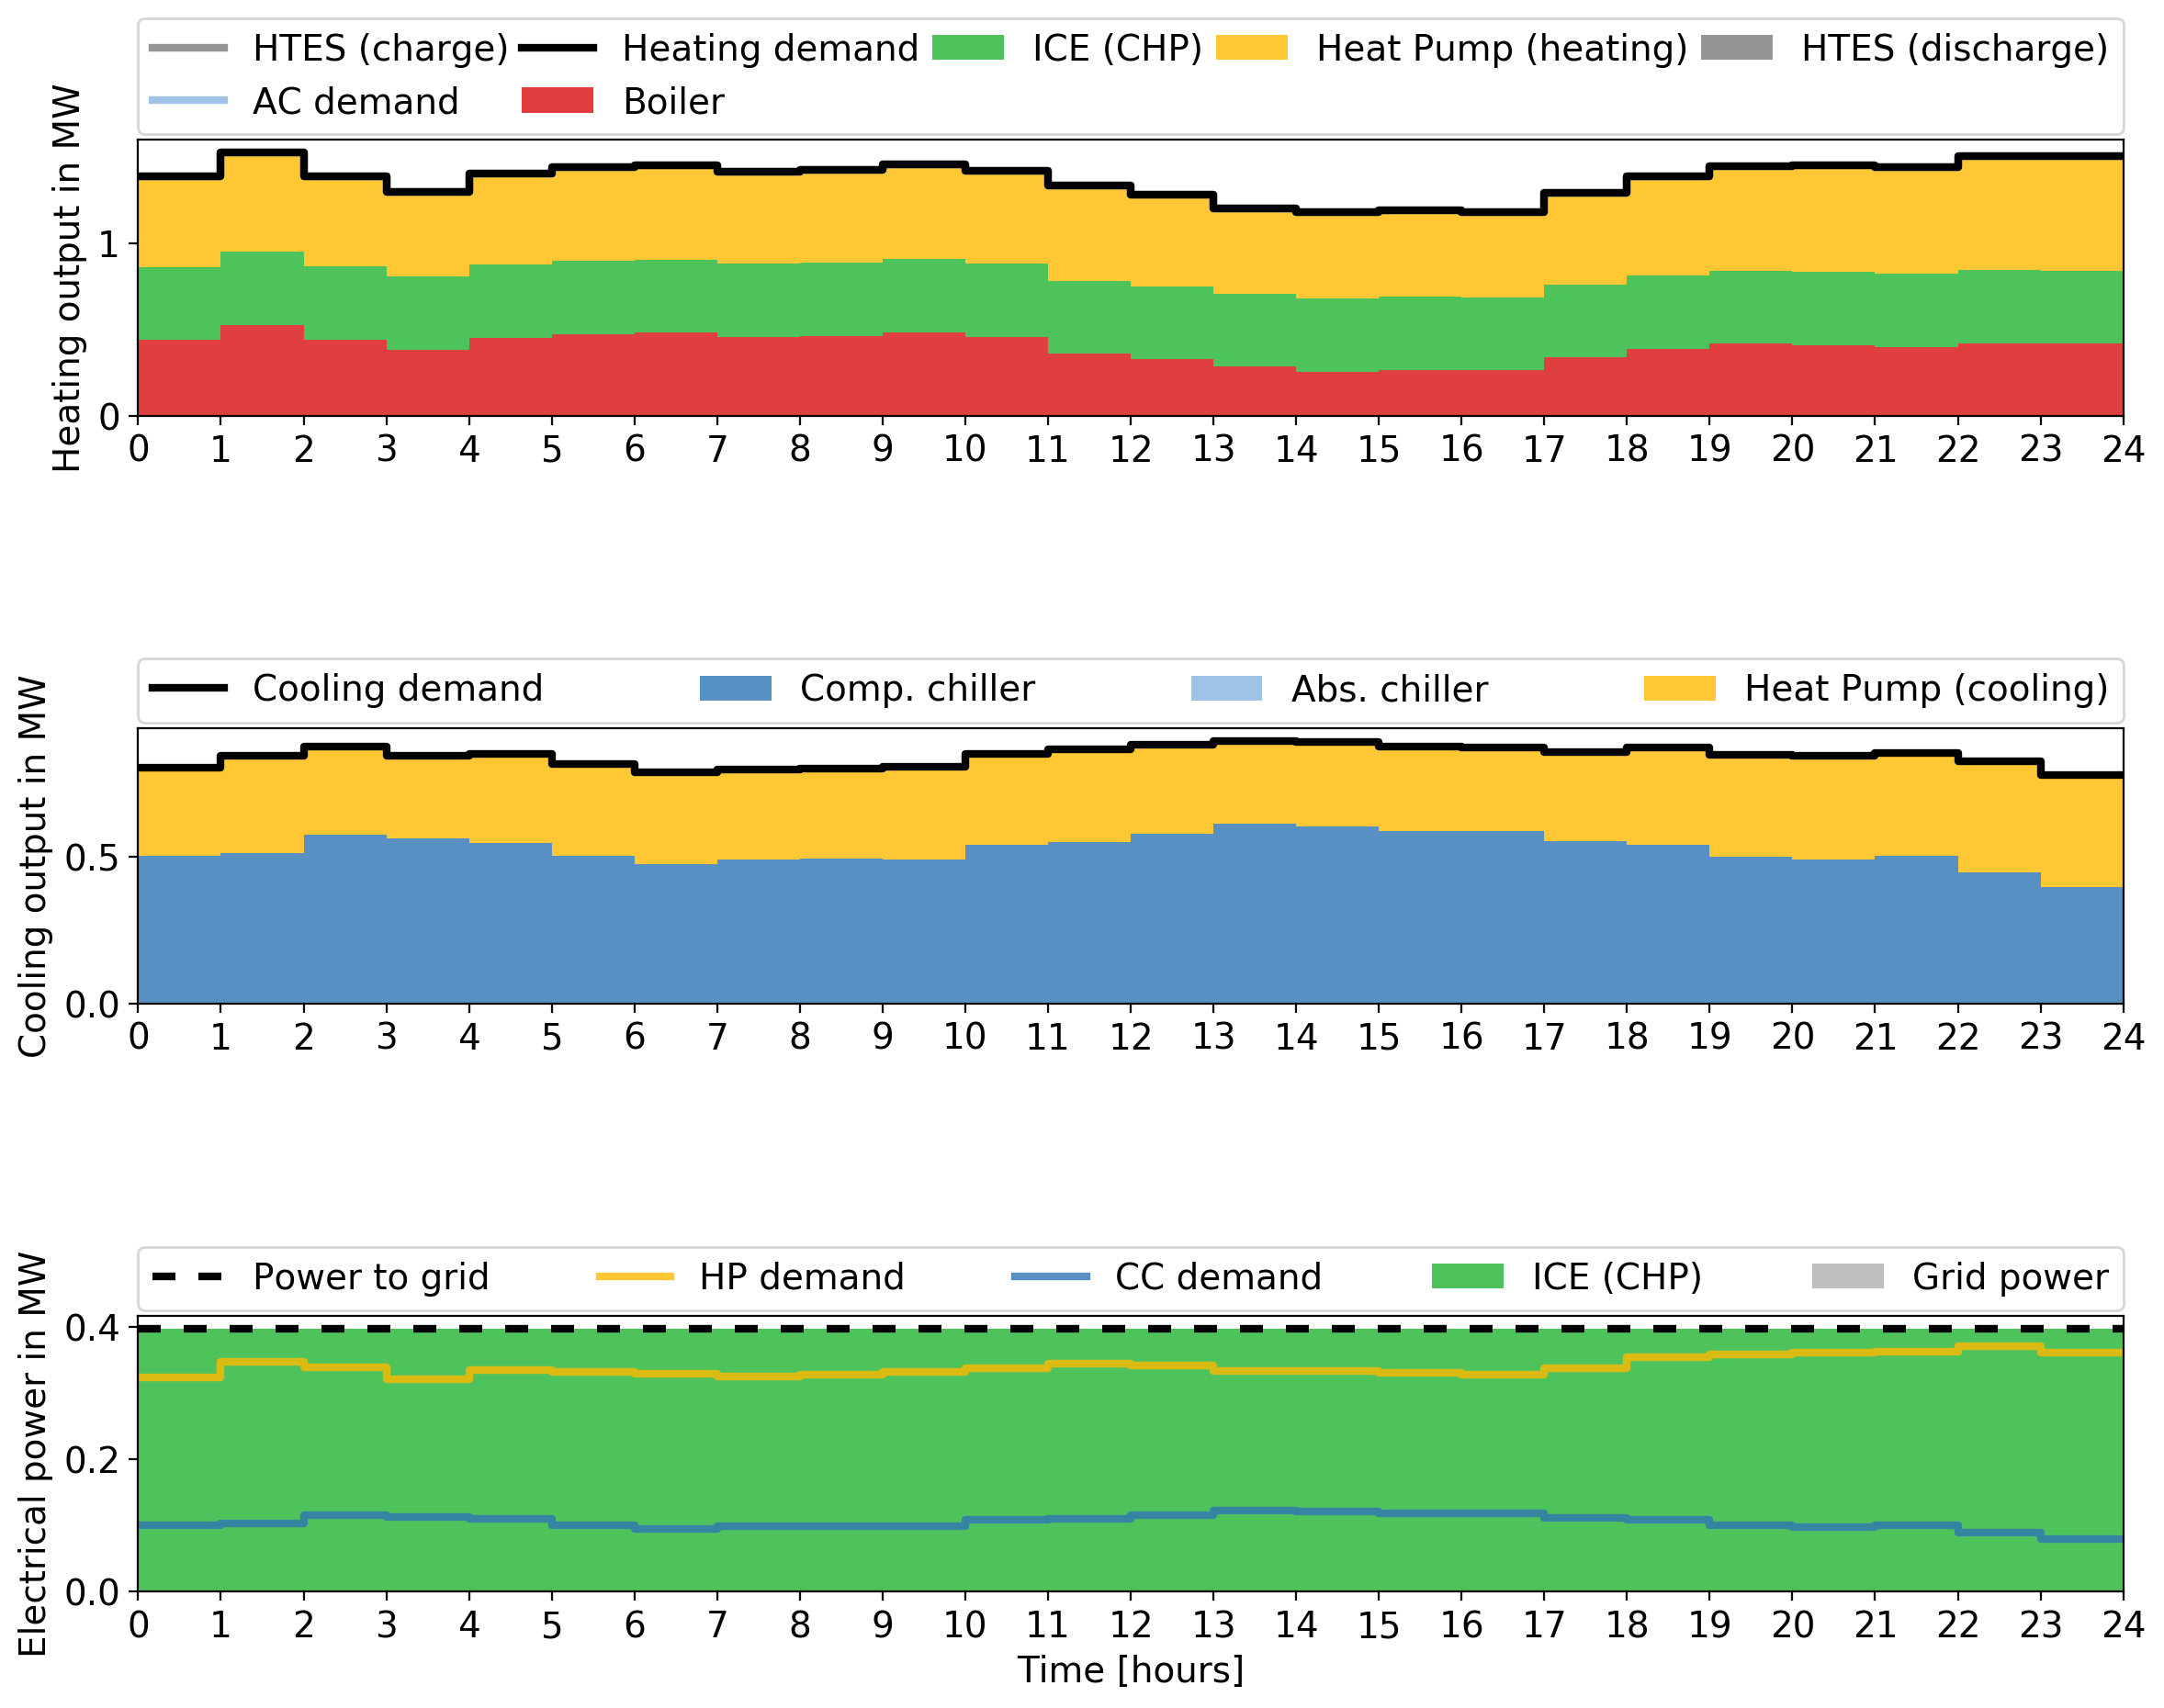 HTES (charge) Heating demand ICE (CHP) Heat Pump (heating) HTES (discharge)
AC demand Boiler
Heating output in MW
1
0
0 1 2 3 4 5 6 7 8 9 10 11 12 13 14 15 16 17 18 19 20 21 22 23 24
Cooling demand Comp. chiller Abs. chiller Heat Pump (cooling)
Cooling output in MW
0.5
0.0
0 1 2 3 4 5 6 7 8 9 10 11 12 13 14 15 16 17 18 19 20 21 22 23 24
Power to grid HP demand CC demand ICE (CHP) Grid power
Electrical power in MW
0.4
0.2
0.0
0 1 2 3 4 5 6 7 8 9 10 11 12 13 14 15 16 17 18 19 20 21 22 23 24
Time [hours]